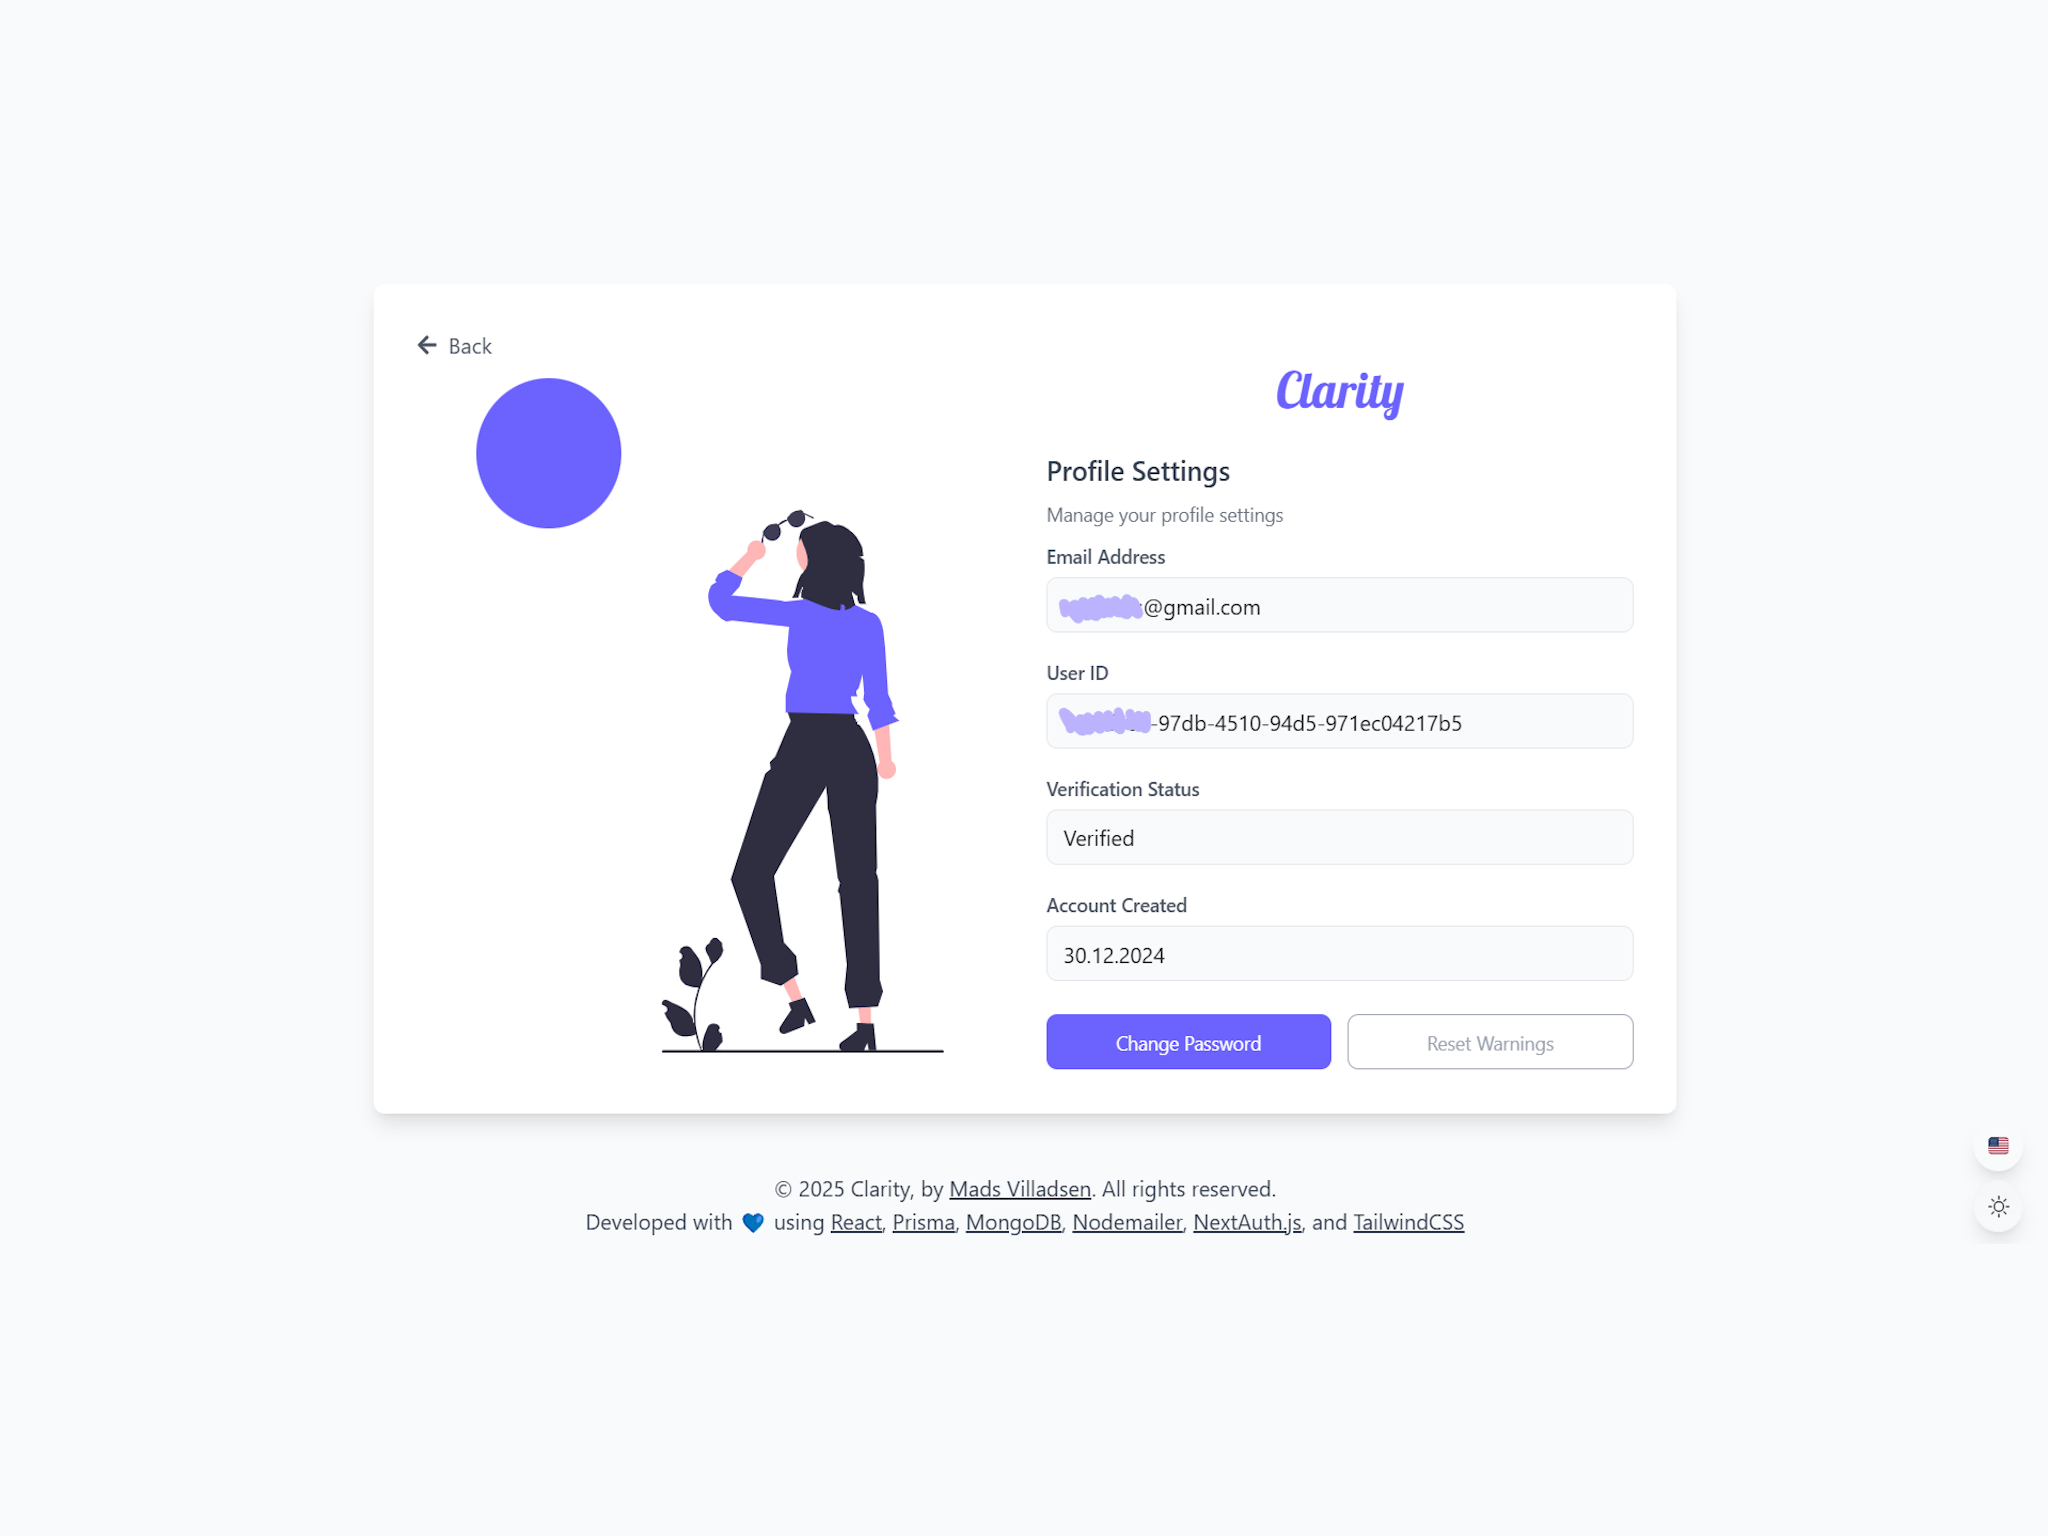 Back
Clarity
Profile Settings
Manage your profile settings
Email Address
@gmail.com
User ID
-97db-4510-94d5-971ec04217b5
Verification Status
Verified
Account Created
30.12.2024
Change Password
Reset Warnings
© 2025 Clarity, by Mads Villadsen. All rights reserved.
Developed with 💙 using React, Prisma, MongoDB, Nodemailer, NextAuth.js, and TailwindCSS